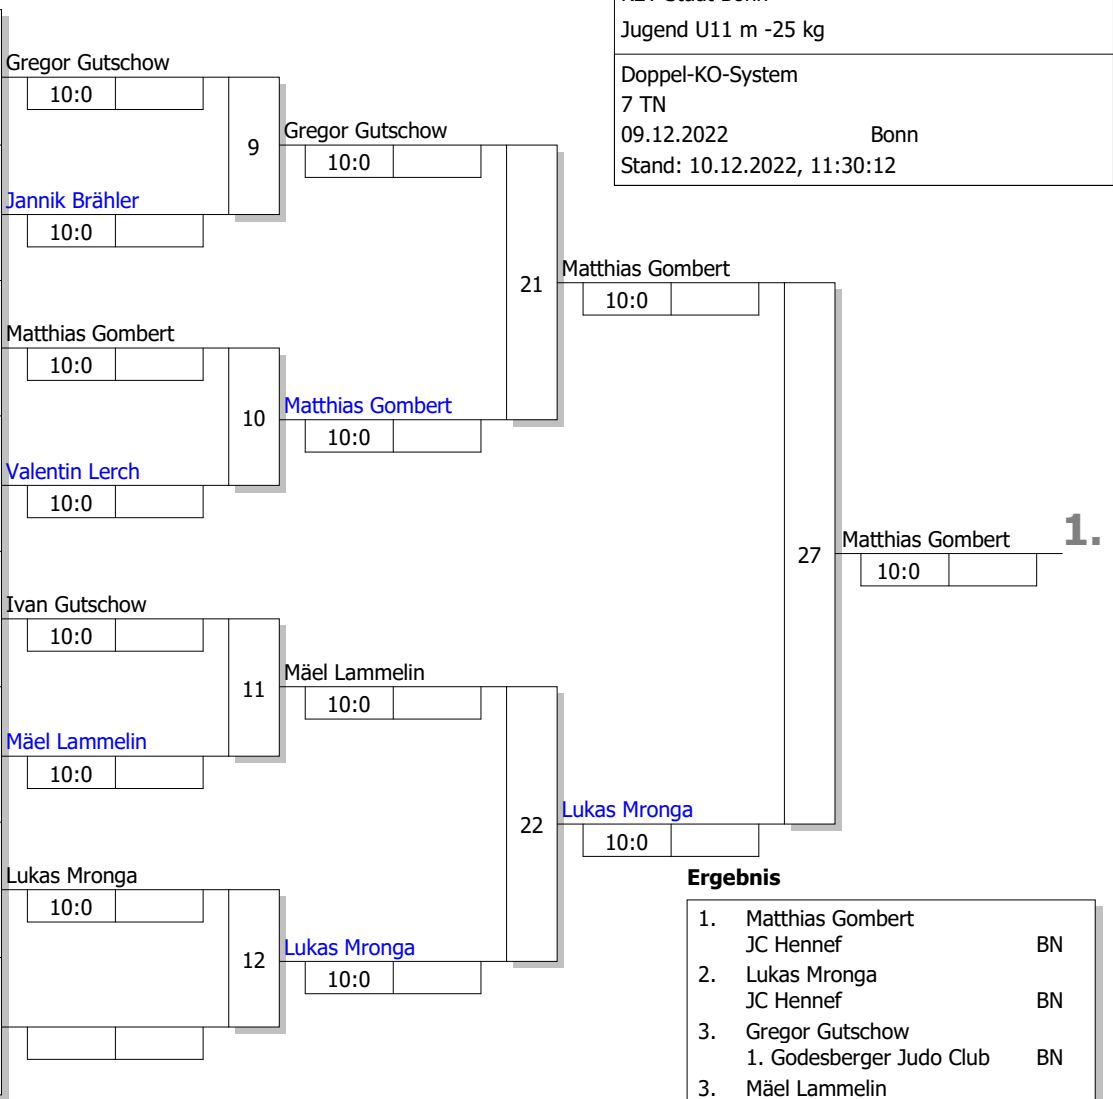 Jugend U11 m -25 kg
Doppel-KO-System
7 TN
09.12.2022 Bonn
Stand: 10.12.2022, 11:30:12
Gregor Gutschow
10:0
9
Jannik Brähler
10:0
Gregor Gutschow
10:0
21
Matthias Gombert
10:0
Matthias Gombert
10:0
10
Matthias Gombert
10:0
Valentin Lerch
10:0
27
Matthias Gombert
1.
10:0
Ivan Gutschow
10:0
11
Mäel Lammelin
10:0
Mäel Lammelin
10:0
22
Lukas Mronga
10:0
Lukas Mronga
10:0
12
Lukas Mronga
10:0
Ergebnis
1. Matthias Gombert
JC Hennef BN
2. Lukas Mronga
JC Hennef BN
3. Gregor Gutschow
1. Godesberger Judo Club BN
3. Mäel Lammelin